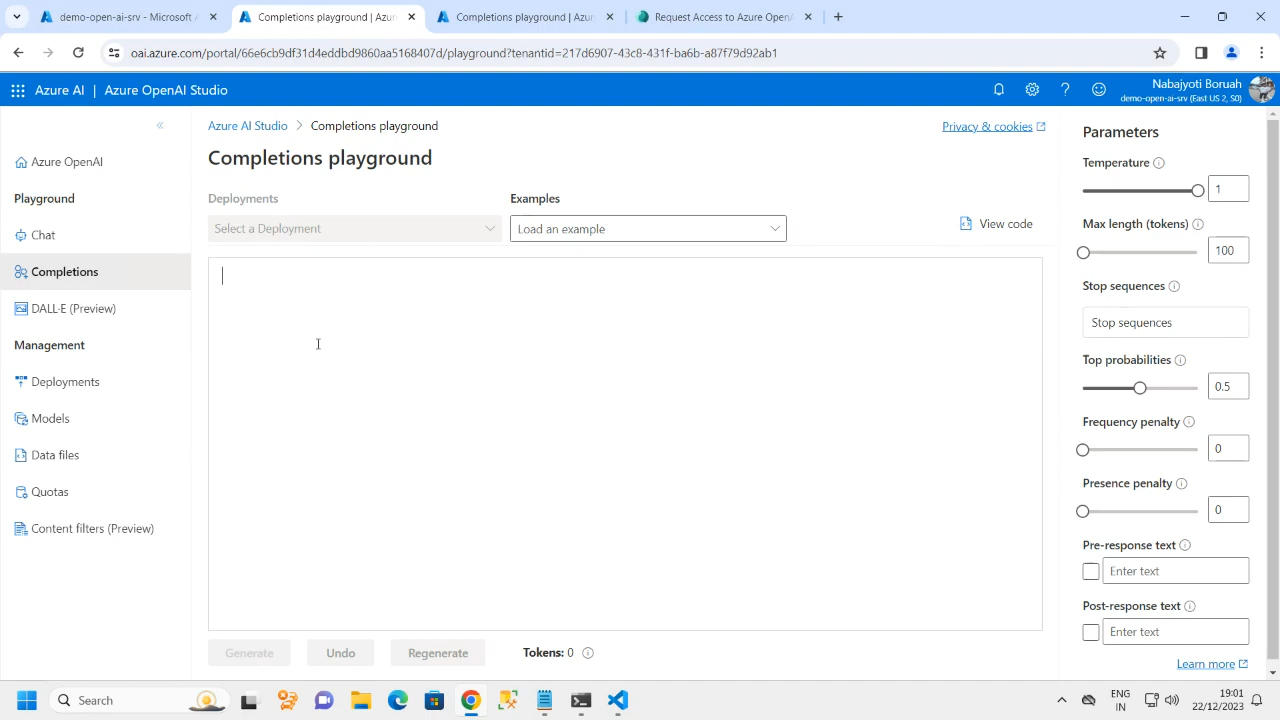 demo-open-ai-srv - Microsoft A
Completions playground | Azur
Completions playground | Azur
Request Access to Azure OpenA
oai.azure.com/portal/66e6cb9df31d4eddbd9860aa5168407d/playground?tenantid=217d6907-43c8-431f-ba6b-a87f79d92ab1
Azure AI | Azure OpenAI Studio
Nabajyoti Boruah
demo-open-ai-srv (East US 2, S0)
Azure OpenAI
Playground
Chat
Completions
DALL·E (Preview)
Management
Deployments
Models
Data files
Quotas
Content filters (Preview)
Azure AI Studio > Completions playground
Privacy & cookies
Completions playground
Deployments
Select a Deployment
Examples
Load an example
View code
Generate
Undo
Regenerate
Tokens: 0
Parameters
Temperature
1
Max length (tokens)
100
Stop sequences
Stop sequences
Top probabilities
0.5
Frequency penalty
0
Presence penalty
0
Pre-response text
Enter text
Post-response text
Enter text
Learn more
Search
ENG
IN
19:01
22/12/2023